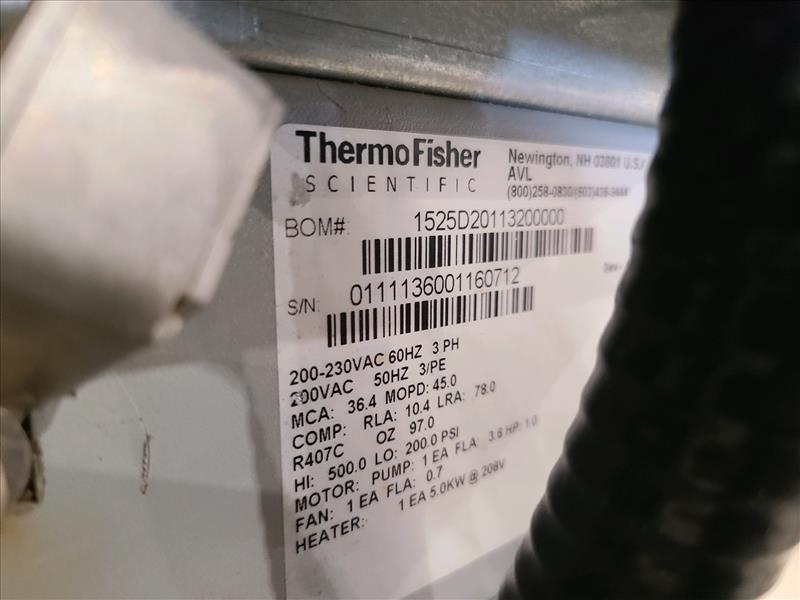 ThermoFisher
SCIENTIFIC
Newington, NH 03801 U.S.
AVL
BOM#: 1525D20113200000
S/N: 0111136001160712
200-230VAC 60HZ 3 PH
200VAC 50HZ 3/PE
MCA: 36.4 MOPD: 45.0
COMP: RLA: 10.4 LRA: 78.0
R407C OZ 97.0
HI: 500.0 LO: 200.0 PSI
MOTOR: PUMP: 1 EA FLA: 3.6 HP: 1.0
FAN: 1 EA FLA: 0.7
HEATER: 1 EA 5.0KW @ 208V